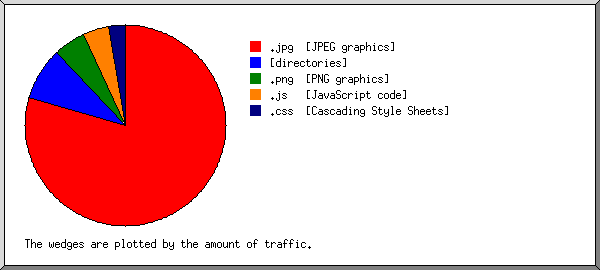 .jpg [JPEG graphics]
[directories]
.png [PNG graphics]
.js [JavaScript code]
.css [Cascading Style Sheets]
The wedges are plotted by the amount of traffic.